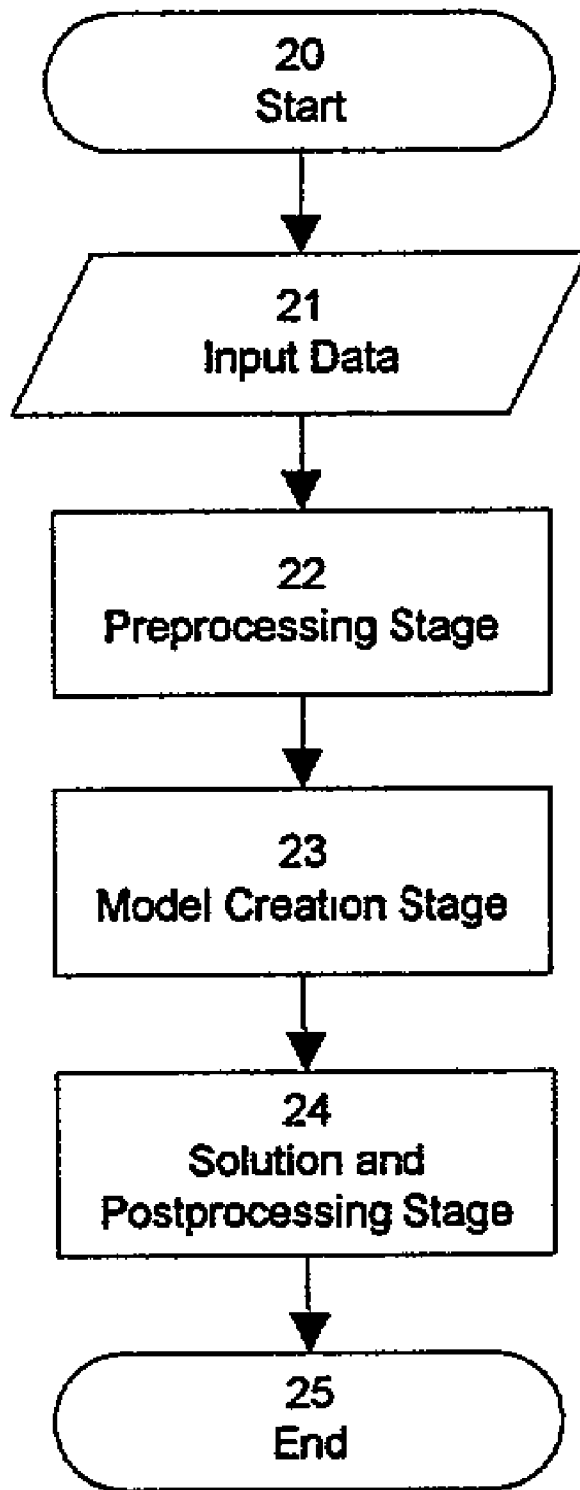 20
Start
21
Input Data
22
Preprocessing Stage
23
Model Creation Stage
24
Solution and
Postprocessing Stage
25
End